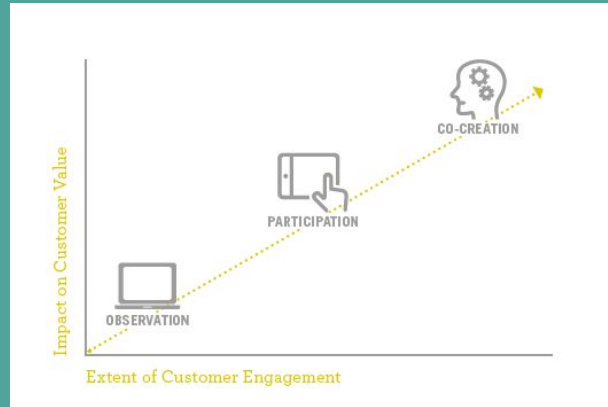 CO-CREATION
PARTICIPATION
OBSERVATION
Impact on Customer Value
Extent of Customer Engagement